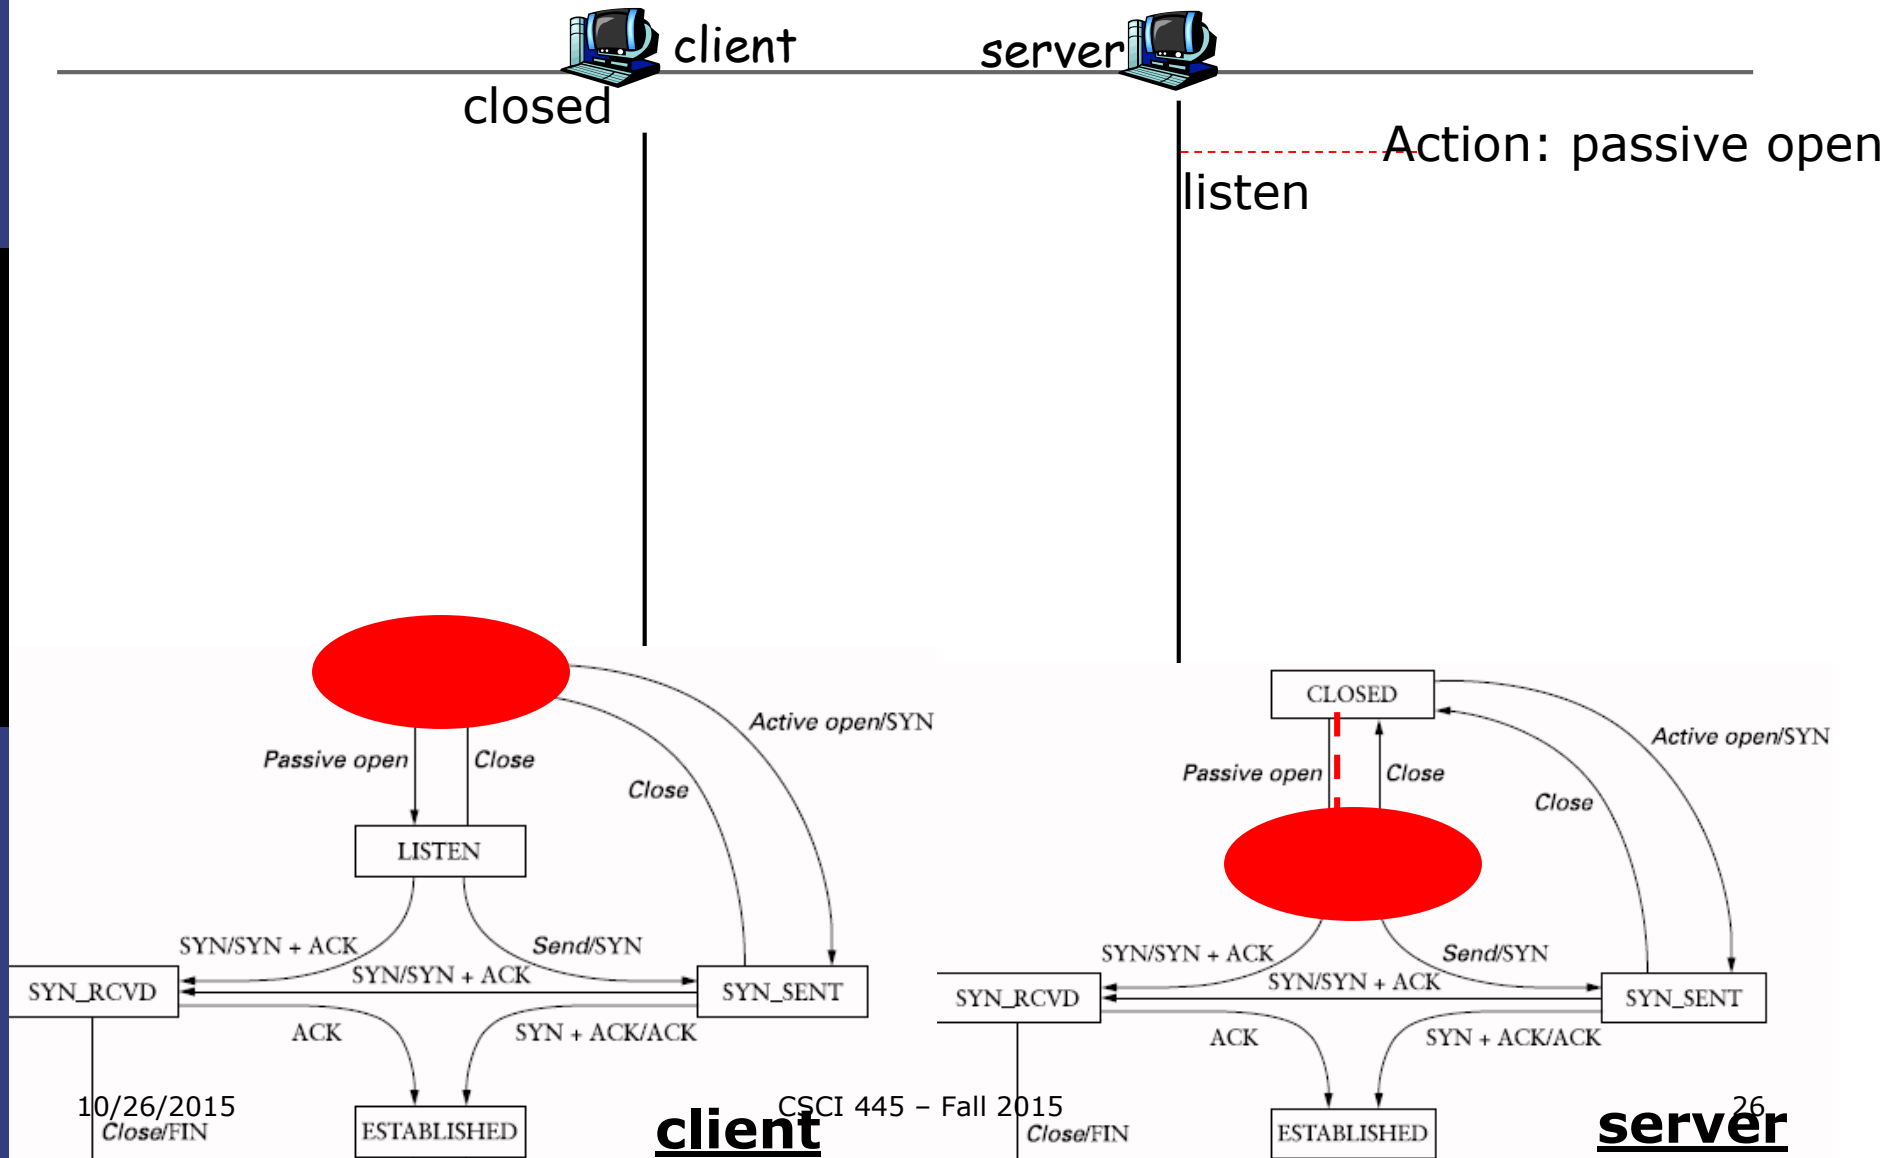 client
server
closed
Action: passive open
listen
Active open/SYN
Passive open
Close
Close
LISTEN
SYN/SYN + ACK
Send/SYN
SYN/SYN + ACK
SYN_RCVD
SYN_SENT
ACK
SYN + ACK/ACK
Close/FIN
ESTABLISHED
client
CLOSED
Active open/SYN
Passive open
Close
Close
SYN/SYN + ACK
Send/SYN
SYN/SYN + ACK
SYN_RCVD
SYN_SENT
ACK
SYN + ACK/ACK
Close/FIN
ESTABLISHED
server
10/26/2015
CSCI 445 – Fall 2015
26